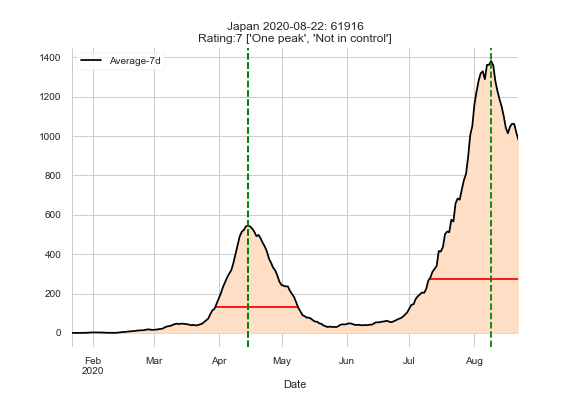 Japan 2020-08-22: 61916
Rating:7 ['One peak', 'Not in control']
Average-7d
1400
1200
1000
800
600
400
200
0
Feb Mar Apr May Jun Jul Aug
2020
Date